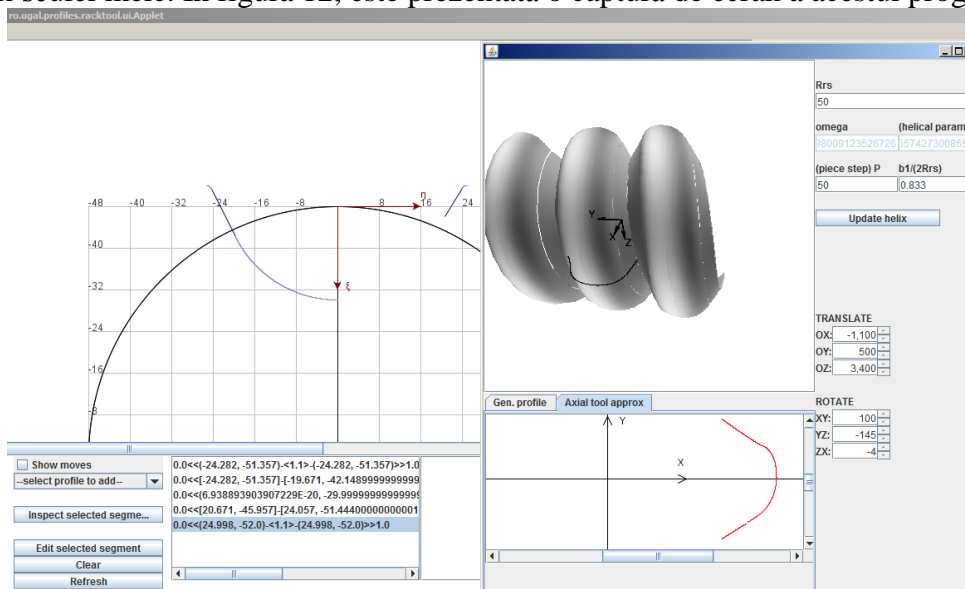 ro.ugal.profiles.racktool.ui.Applet
η
-48 -40 -32 -24 -16 8 16 24
-40
ξ
-32
-24
-16
-8
Show moves
--select profile to add--
Inspect selected segme...
Edit selected segment
Clear
Refresh
0.0<<(-24.282, -51.357)-<1.1>-(-24.282, -51.357)>>1.0
0.0<<[-24.282, -51.357]-[-19.671, -42.1489999999999
0.0<<(6.938893903907229E-20, -29.99999999999999
0.0<<[20.671, -45.957]-[24.057, -51.44400000000001
0.0<<(24.998, -52.0)-<1.1>-(24.998, -52.0)>>1.0
Y
X
Z
Rrs
50
omega (helical param
98009123526726 557427300865
(piece step) P b1/(2Rrs)
50 0.833
Update helix
TRANSLATE
OX: -1,100
OY: 500
OZ: 3,400
ROTATE
XY: 100
YZ: -145
ZX: -4
Gen. profile Axial tool approx
Y
X